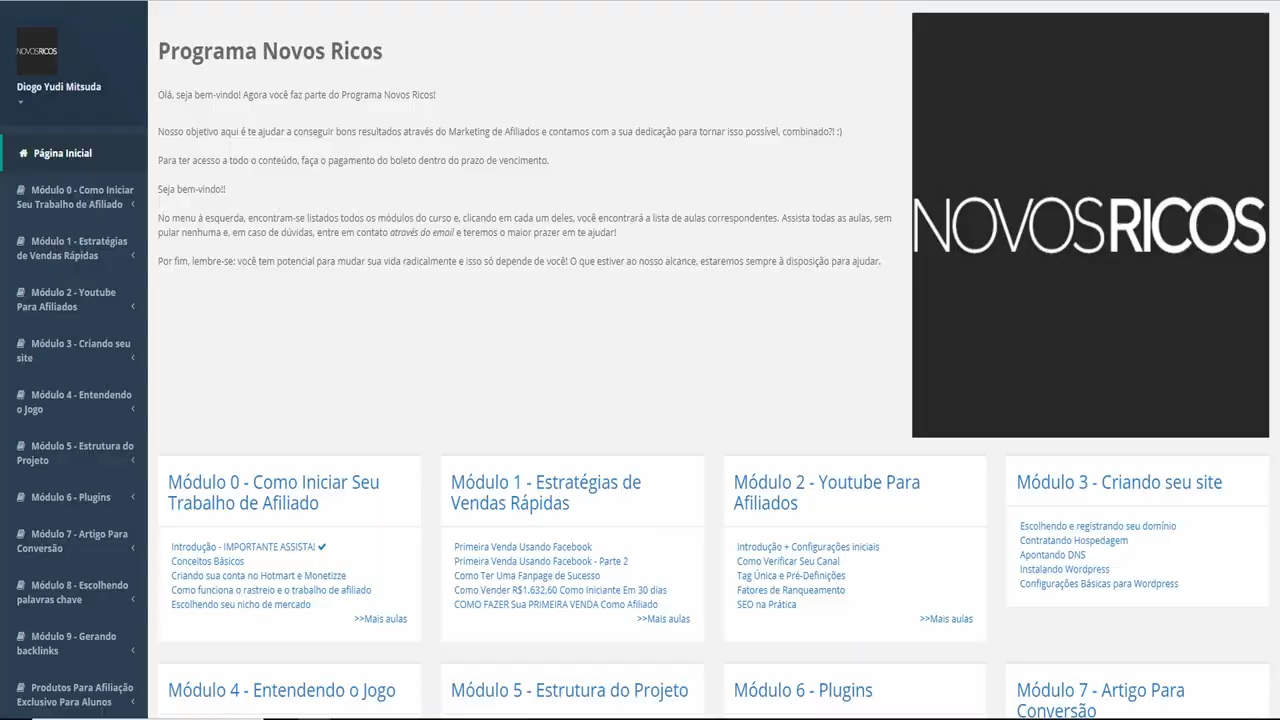 NOVOSRICOS
Diogo Yudi Mitsuda
Página Inicial
Módulo 0 - Como Iniciar
Seu Trabalho de Afiliado
Módulo 1 - Estratégias
de Vendas Rápidas
Módulo 2 - Youtube
Para Afiliados
Módulo 3 - Criando seu
site
Módulo 4 - Entendendo
o Jogo
Módulo 5 - Estrutura do
Projeto
Módulo 6 - Plugins
Módulo 7 - Artigo Para
Conversão
Módulo 8 - Escolhendo
palavras chave
Módulo 9 - Gerando
backlinks
Produtos Para Afiliação
Exclusivo Para Alunos
Programa Novos Ricos
Olá, seja bem-vindo! Agora você faz parte do Programa Novos Ricos!
Nosso objetivo aqui é te ajudar a conseguir bons resultados através do Marketing de Afiliados e contamos com a sua dedicação para tornar isso possível, combinado?! :)
Para ter acesso a todo o conteúdo, faça o pagamento do boleto dentro do prazo de vencimento.
Seja bem-vindo!!
No menu à esquerda, encontram-se listados todos os módulos do curso e, clicando em cada um deles, você encontrará a lista de aulas correspondentes. Assista todas as aulas, sem
pular nenhuma e, em caso de dúvidas, entre em contato através do email e teremos o maior prazer em te ajudar!
Por fim, lembre-se: você tem potencial para mudar sua vida radicalmente e isso só depende de você! O que estiver ao nosso alcance, estaremos sempre à disposição para ajudar.
NOVOSRICOS
Módulo 0 - Como Iniciar Seu
Trabalho de Afiliado
Introdução - IMPORTANTE ASSISTA! ✔
Conceitos Básicos
Criando sua conta no Hotmart e Monetizze
Como funciona o rastreio e o trabalho de afiliado
Escolhendo seu nicho de mercado
>>Mais aulas
Módulo 1 - Estratégias de
Vendas Rápidas
Primeira Venda Usando Facebook
Primeira Venda Usando Facebook - Parte 2
Como Ter Uma Fanpage de Sucesso
Como Vender R$1.632,60 Como Iniciante Em 30 dias
COMO FAZER Sua PRIMEIRA VENDA Como Afiliado
>>Mais aulas
Módulo 2 - Youtube Para
Afiliados
Introdução + Configurações iniciais
Como Verificar Seu Canal
Tag Única e Pré-Definições
Fatores de Ranqueamento
SEO na Prática
>>Mais aulas
Módulo 3 - Criando seu site
Escolhendo e registrando seu domínio
Contratando Hospedagem
Apontando DNS
Instalando Wordpress
Configurações Básicas para Wordpress
Módulo 4 - Entendendo o Jogo
Módulo 5 - Estrutura do Projeto
Módulo 6 - Plugins
Módulo 7 - Artigo Para
Conversão